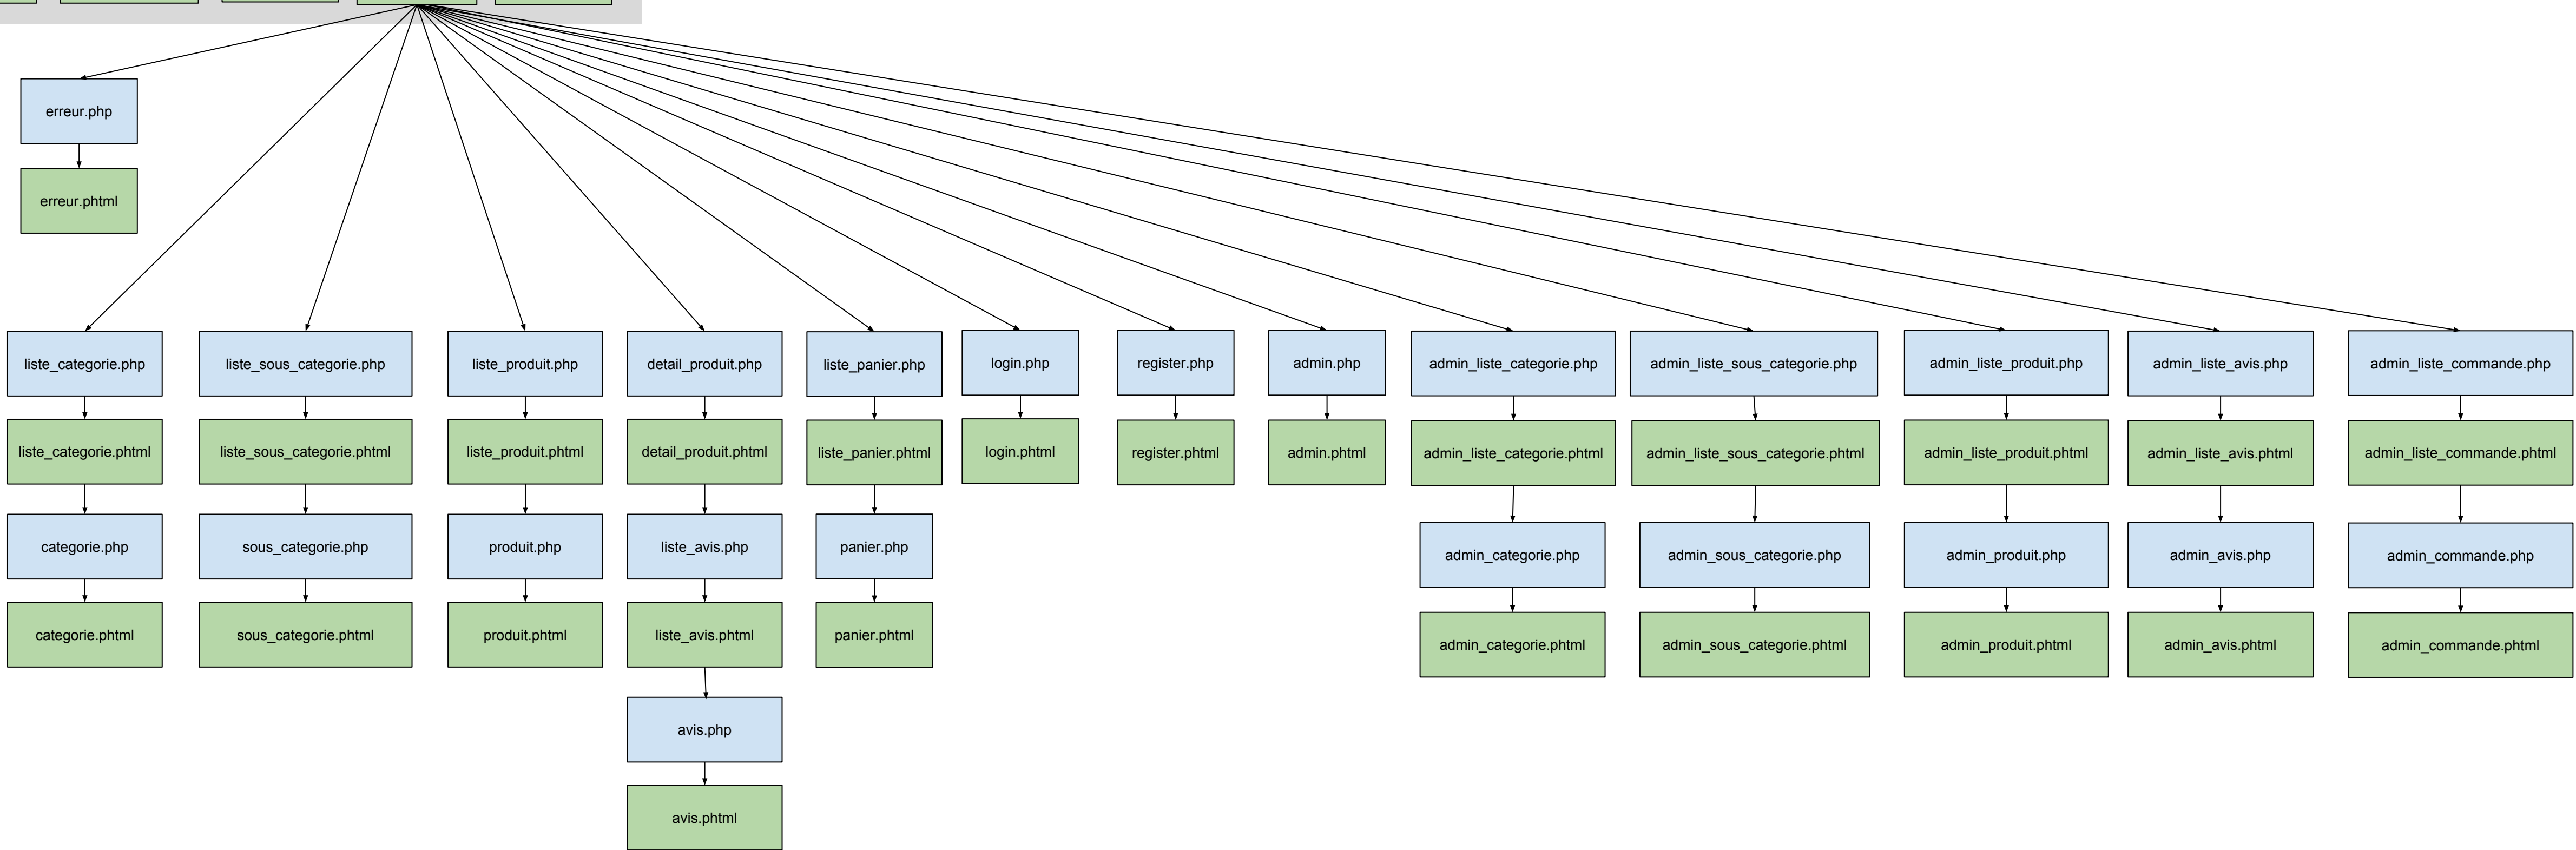 erreur.php
erreur.phtml
liste_categorie.php
liste_sous_categorie.php
liste_produit.php
detail_produit.php
liste_panier.php
login.php
register.php
admin.php
admin_liste_categorie.php
admin_liste_sous_categorie.php
admin_liste_produit.php
admin_liste_avis.php
admin_liste_commande.php
liste_categorie.phtml
liste_sous_categorie.phtml
liste_produit.phtml
detail_produit.phtml
liste_panier.phtml
login.phtml
register.phtml
admin.phtml
admin_liste_categorie.phtml
admin_liste_sous_categorie.phtml
admin_liste_produit.phtml
admin_liste_avis.phtml
admin_liste_commande.phtml
categorie.php
sous_categorie.php
produit.php
liste_avis.php
panier.php
admin_categorie.php
admin_sous_categorie.php
admin_produit.php
admin_avis.php
admin_commande.php
categorie.phtml
sous_categorie.phtml
produit.phtml
liste_avis.phtml
panier.phtml
admin_categorie.phtml
admin_sous_categorie.phtml
admin_produit.phtml
admin_avis.phtml
admin_commande.phtml
avis.php
avis.phtml